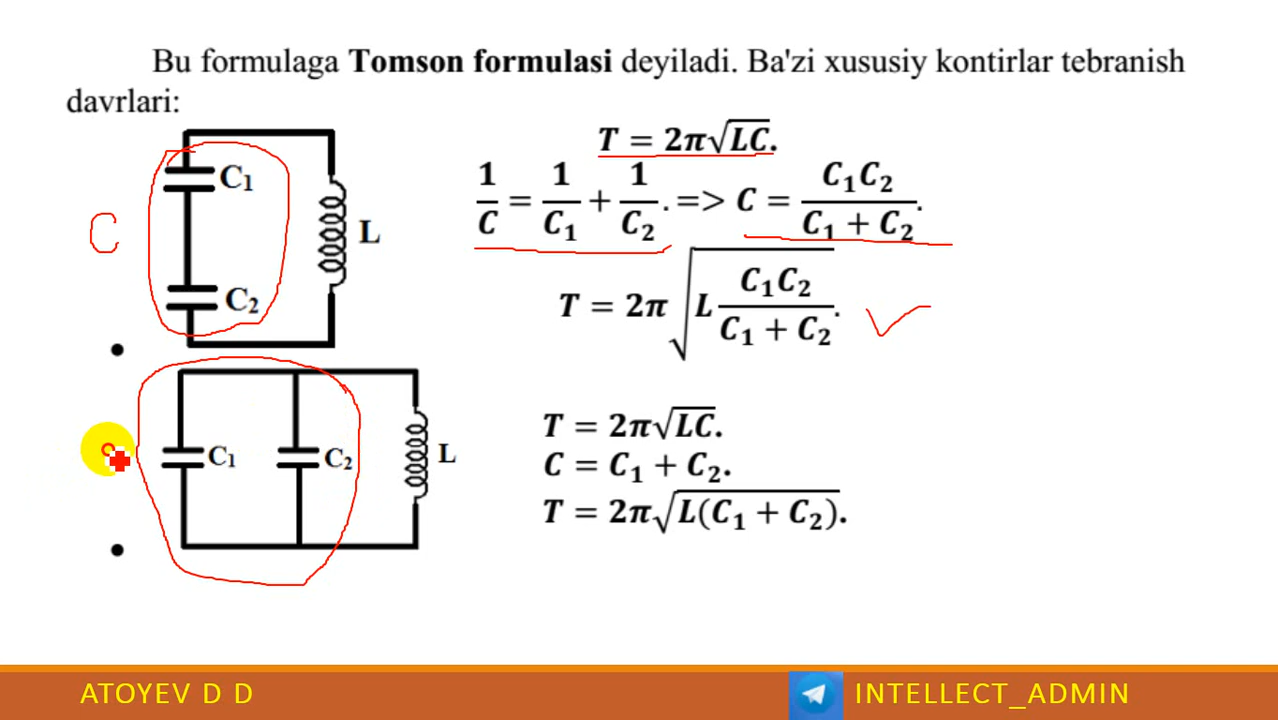 Bu formulaga Tomson formulasi deyiladi. Ba'zi xususiy kontirlar tebranish
davrlari:
T = 2π√LC.
1/C = 1/C₁ + 1/C₂ . => C = C₁C₂/(C₁ + C₂).
C
C₁
L
C₂
T = 2π√(L C₁C₂/(C₁ + C₂)).
T = 2π√LC.
C₁
C₂
L
C = C₁ + C₂.
T = 2π√L(C₁ + C₂).
ATOYEV D D
INTELLECT_ADMIN